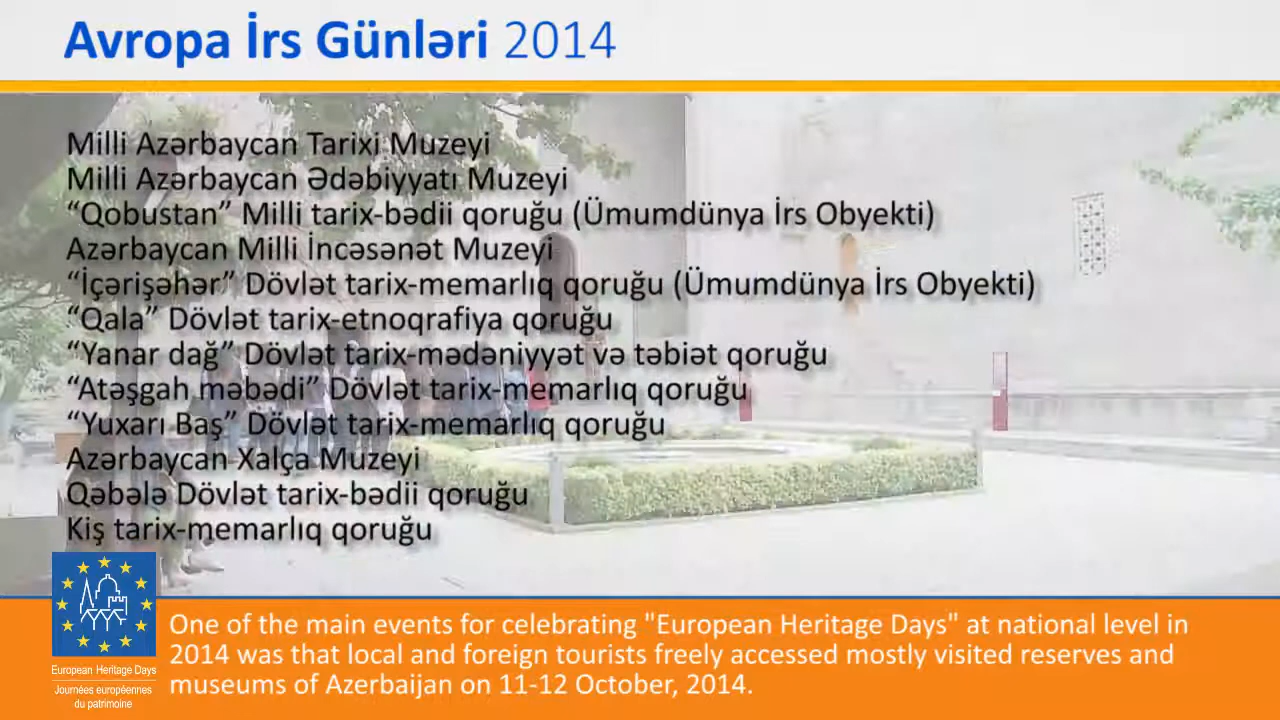 Avropa İrs Günləri 2014
Milli Azərbaycan Tarixi Muzeyi
Milli Azərbaycan Ədəbiyyatı Muzeyi
“Qobustan” Milli tarix-bədii qoruğu (Ümumdünya İrs Obyekti)
Azərbaycan Milli İncəsənət Muzeyi
“İçərişəhər” Dövlət tarix-memarlıq qoruğu (Ümumdünya İrs Obyekti)
“Qala” Dövlət tarix-etnoqrafiya qoruğu
“Yanar dağ” Dövlət tarix-mədəniyyət və təbiət qoruğu
“Atəşgah məbədi” Dövlət tarix-memarlıq qoruğu
“Yuxarı Baş” Dövlət tarix-memarlıq qoruğu
Azərbaycan Xalça Muzeyi
Qəbələ Dövlət tarix-bədii qoruğu
Kiş tarix-memarlıq qoruğu
One of the main events for celebrating "European Heritage Days" at national level in
2014 was that local and foreign tourists freely accessed mostly visited reserves and
museums of Azerbaijan on 11-12 October, 2014.
European Heritage Days
Journées européennes
du patrimoine